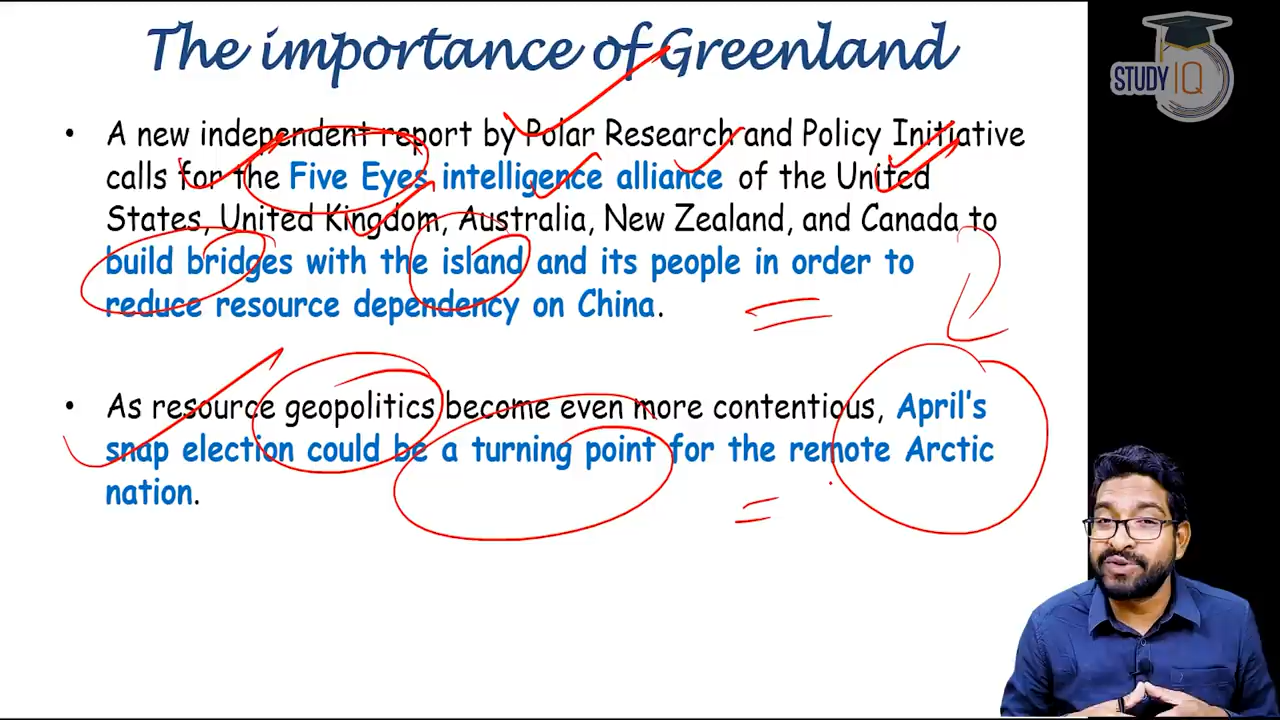 The importance of Greenland
STUDY IQ
• A new independent report by Polar Research and Policy Initiative
calls for the Five Eyes intelligence alliance of the United
States, United Kingdom, Australia, New Zealand, and Canada to
build bridges with the island and its people in order to
reduce resource dependency on China.
• As resource geopolitics become even more contentious, April's
snap election could be a turning point for the remote Arctic
nation.